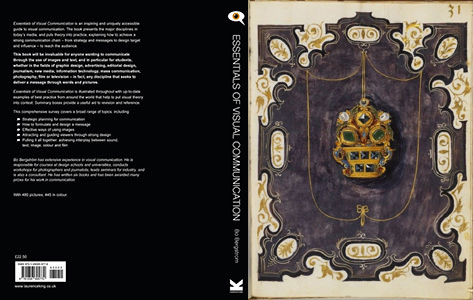 Essentials of Visual Communication is an inspiring and uniquely accessible
guide to visual communication. The book presents the major disciplines in
today's media, and puts theory into practice, explaining how to achieve a
strong communication chain – from strategy and messages to design target
and influence – to reach the audience.
This book will be invaluable for anyone wanting to communicate
through the use of images and text, and in particular for students,
whether in the fields of graphic design, advertising, editorial design,
journalism, new media, information technology, mass communication,
photography, film or television – in fact, any discipline that seeks to
deliver a message through words and pictures.
Essentials of Visual Communication is illustrated throughout with up-to-date
examples of best practice from around the world that help to put visual theory
into context. Summary boxes provide a useful aid to revision and reference.
This comprehensive survey covers a broad range of topics, including:
Strategic planning for communication
How to formulate and design a message
Effective ways of using images
Attracting and guiding viewers through strong design
Pulling it all together: achieving interplay between sound,
text, image, colour and film
Bo Bergström has extensive experience in visual communication. He is
responsible for courses at design schools and universities, conducts
workshops for photographers and journalists, leads seminars for industry, and
is also a consultant. He has written six books and has been awarded many
prizes for his work in communication.
With 480 pictures, 445 in colour
£22.50
www.laurenceking.co.uk
ESSENTIALS OF VISUAL COMMUNICATION
Bo Bergström
31